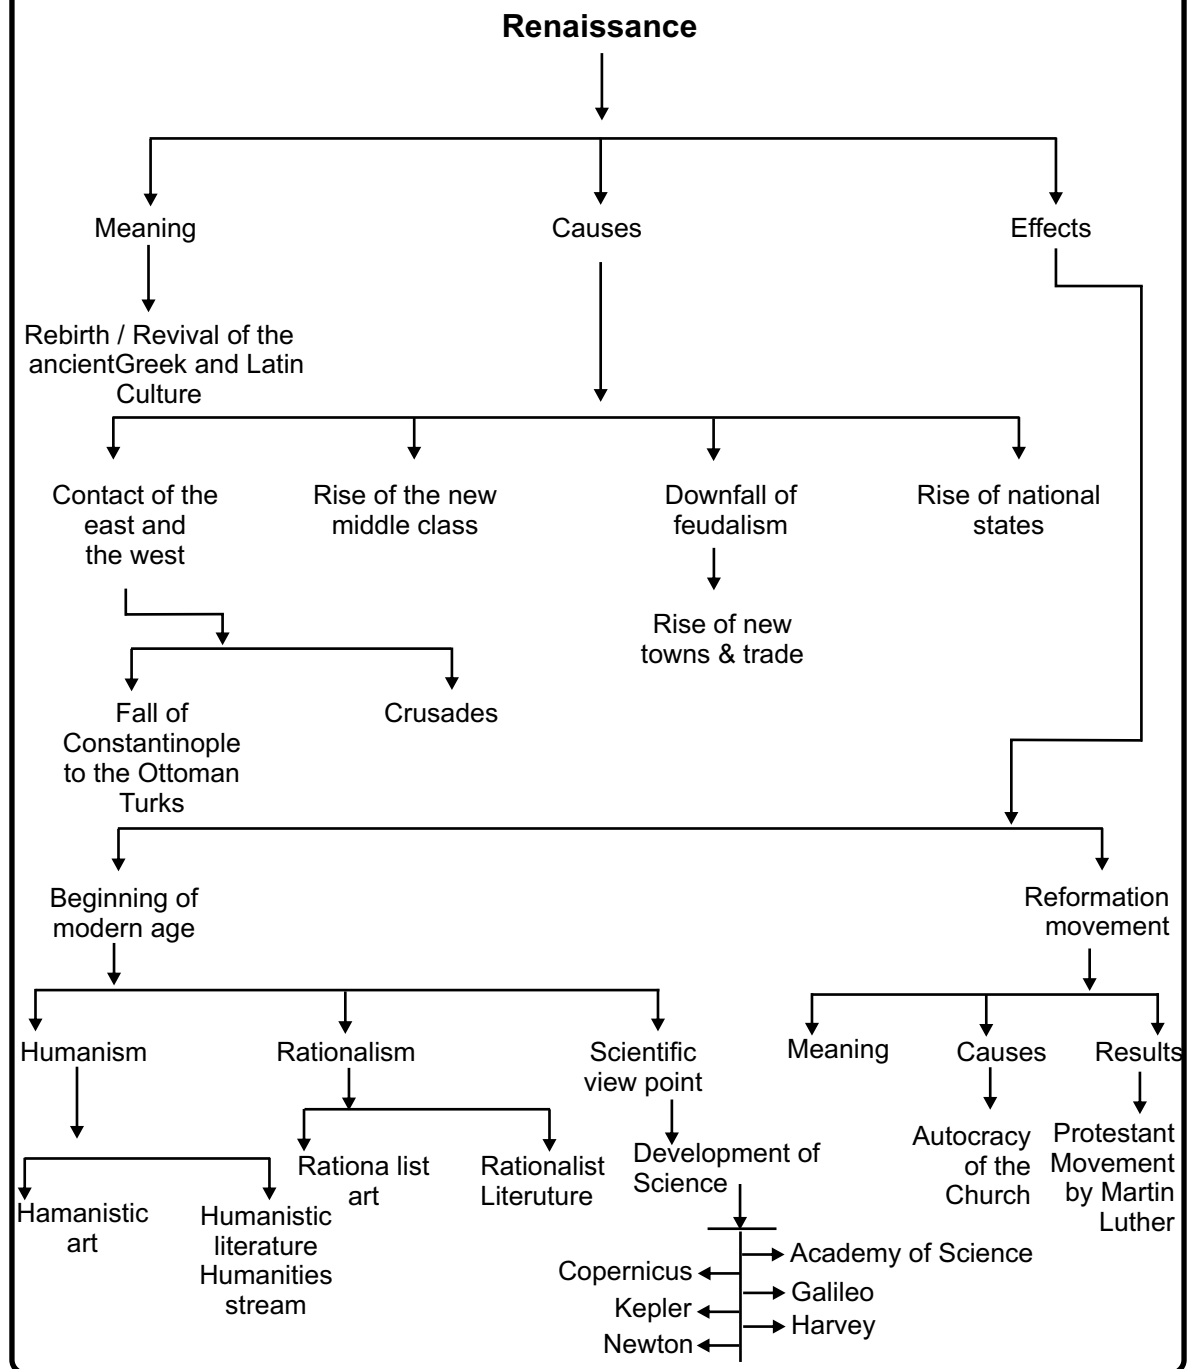 Renaissance
Meaning
Causes
Effects
Rebirth / Revival of the
ancientGreek and Latin
Culture
Contact of the
east and
the west
Rise of the new
middle class
Downfall of
feudalism
Rise of national
states
Rise of new
towns & trade
Fall of
Constantinople
to the Ottoman
Turks
Crusades
Beginning of
modern age
Reformation
movement
Humanism
Rationalism
Scientific
view point
Meaning
Causes
Results
Hamanistic
art
Humanistic
literature
Humanities
stream
Rationa list
art
Rationalist
Literuture
Development of
Science
Autocracy
of the
Church
Protestant
Movement
by Martin
Luther
Academy of Science
Copernicus
Galileo
Kepler
Harvey
Newton